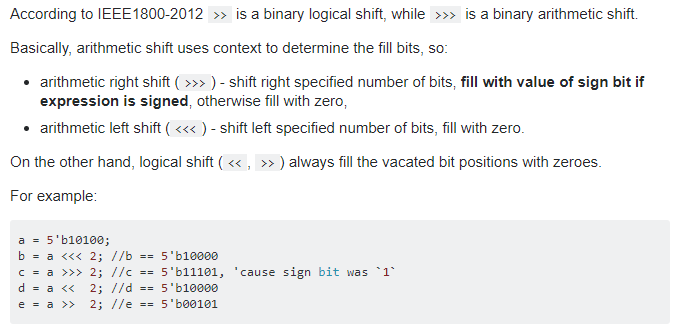 According to IEEE1800-2012 >> is a binary logical shift, while >>> is a binary arithmetic shift.
Basically, arithmetic shift uses context to determine the fill bits, so:
• arithmetic right shift ( >>> ) - shift right specified number of bits, fill with value of sign bit if
expression is signed, otherwise fill with zero,
• arithmetic left shift ( <<< ) - shift left specified number of bits, fill with zero.
On the other hand, logical shift ( << , >> ) always fill the vacated bit positions with zeroes.
For example:
a = 5'b10100;
b = a <<< 2; //b == 5'b10000
c = a >>> 2; //c == 5'b11101, 'cause sign bit was `1`
d = a <<  2; //d == 5'b10000
e = a >>  2; //e == 5'b00101